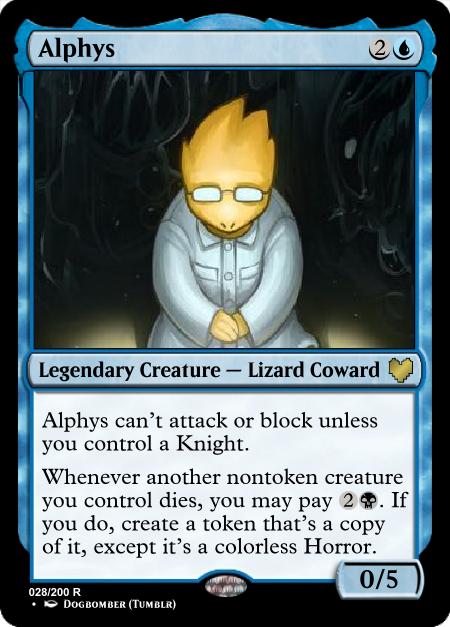 Alphys 2
Legendary Creature — Lizard Coward
Alphys can't attack or block unless
you control a Knight.
Whenever another nontoken creature
you control dies, you may pay 2. If
you do, create a token that's a copy
of it, except it's a colorless Horror.
0/5
028/200 R
• Dogbomber (Tumblr)